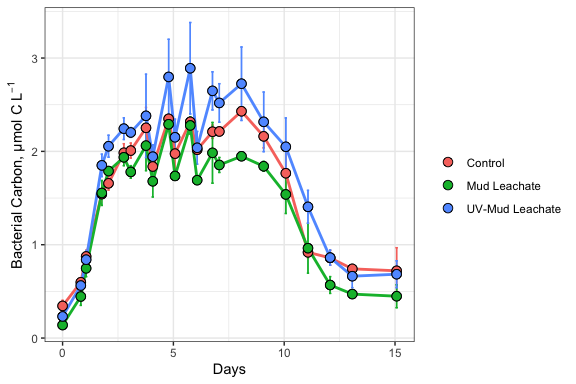 Bacterial Carbon, μmol C L⁻¹
3
2
1
0
0
5
10
15
Days
Control
Mud Leachate
UV-Mud Leachate